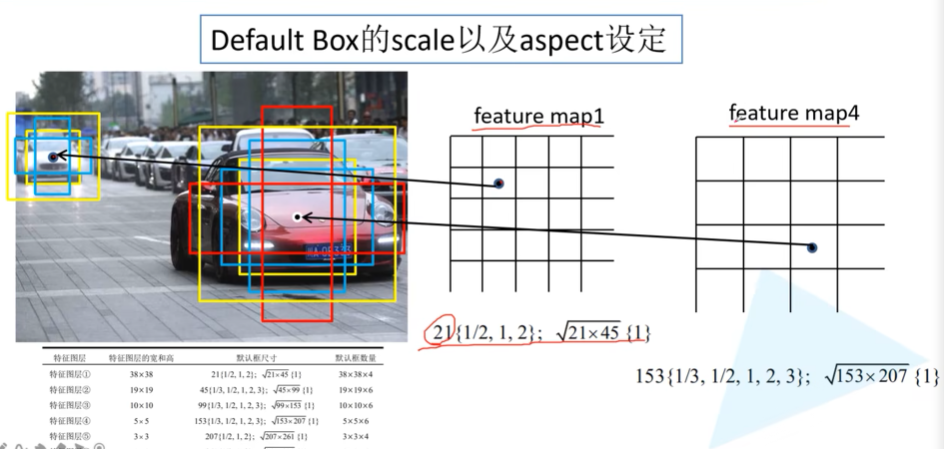 Default Box的scale以及aspect设定
feature map1
feature map4
21{1/2, 1, 2}; √21×45 {1}
153{1/3, 1/2, 1, 2, 3}; √153×207 {1}
特征图层 特征图层的宽和高 默认框尺寸 默认框数量
特征图层① 38×38 21{1/2, 1, 2}; √21×45 {1} 38×38×4
特征图层② 19×19 45{1/3, 1/2, 1, 2, 3}; √45×99 {1} 19×19×6
特征图层③ 10×10 99{1/3, 1/2, 1, 2, 3}; √99×153 {1} 10×10×6
特征图层④ 5×5 153{1/3, 1/2, 1, 2, 3}; √153×207 {1} 5×5×6
特征图层⑤ 3×3 207{1/2, 1, 2}; √207×261 {1} 3×3×4